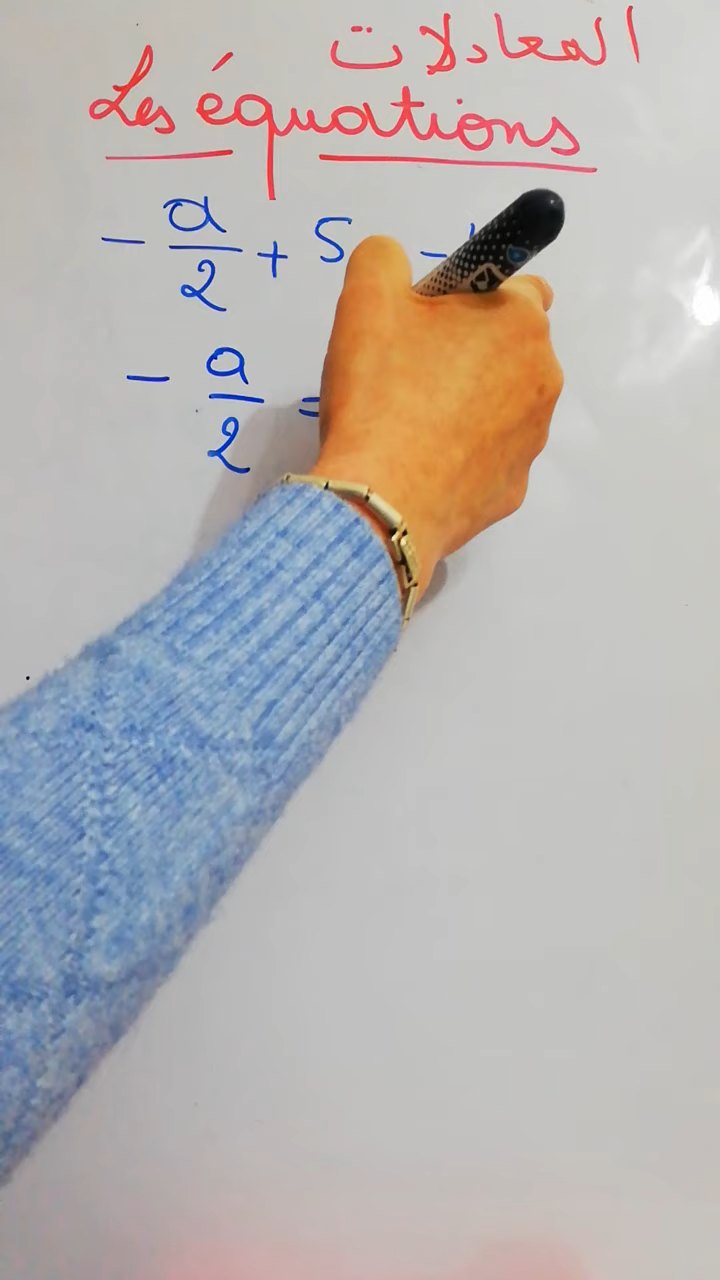 المعادلات
Les équations
- a/2 + 5 -
- a/2 =